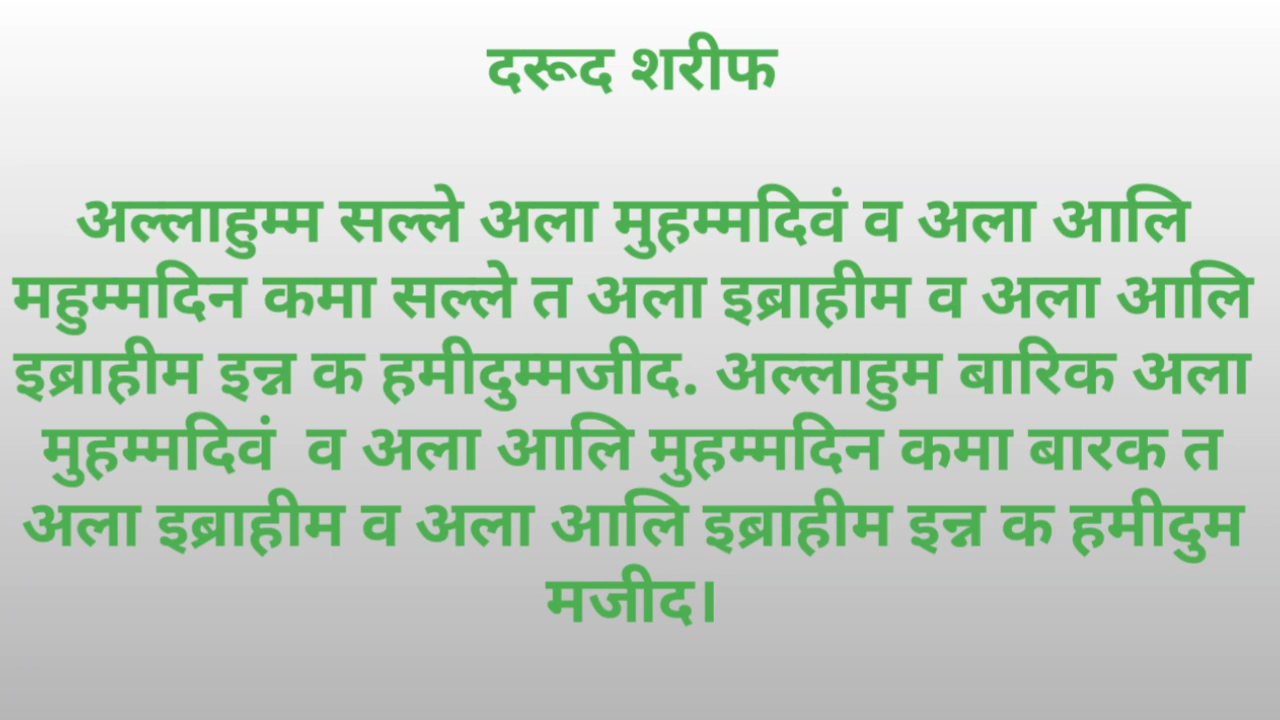 दरूद शरीफ
अल्लाहुम्म सल्ले अला मुहम्मदिवं व अला आलि
महुम्मदिन कमा सल्ले त अला इब्राहीम व अला आलि
इब्राहीम इन्न क हमीदुम्मजीद. अल्लाहुम बारिक अला
मुहम्मदिवं  व अला आलि मुहम्मदिन कमा बारक त
अला इब्राहीम व अला आलि इब्राहीम इन्न क हमीदुम
मजीद।